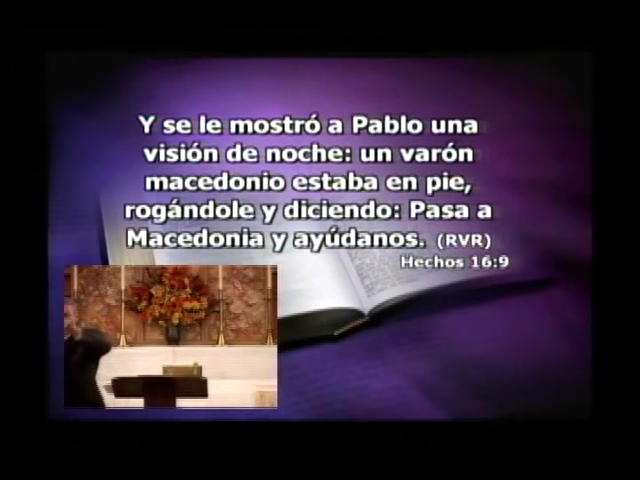 Y se le mostró a Pablo una
visión de noche: un varón
macedonio estaba en pie,
rogándole y diciendo: Pasa a
Macedonia y ayúdanos. (RVR)
Hechos 16:9